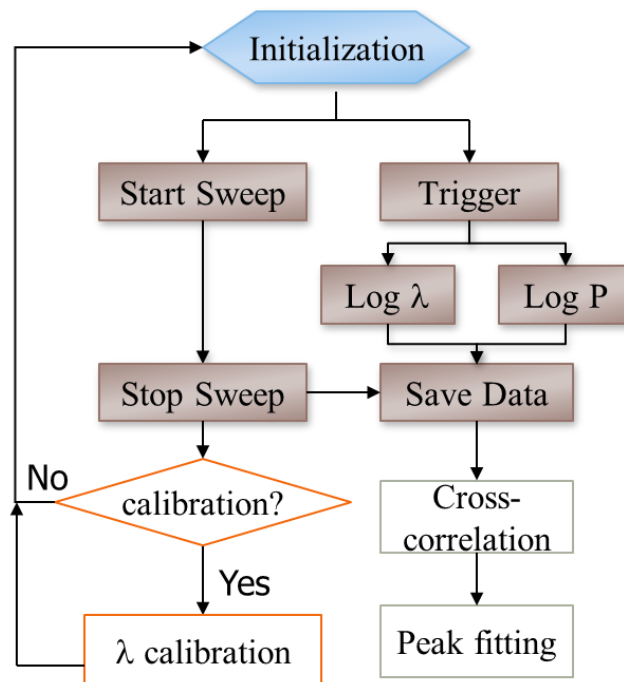 Initialization
Start Sweep
Trigger
Log λ
Log P
Stop Sweep
Save Data
No
calibration?
Cross-
correlation
Yes
λ calibration
Peak fitting